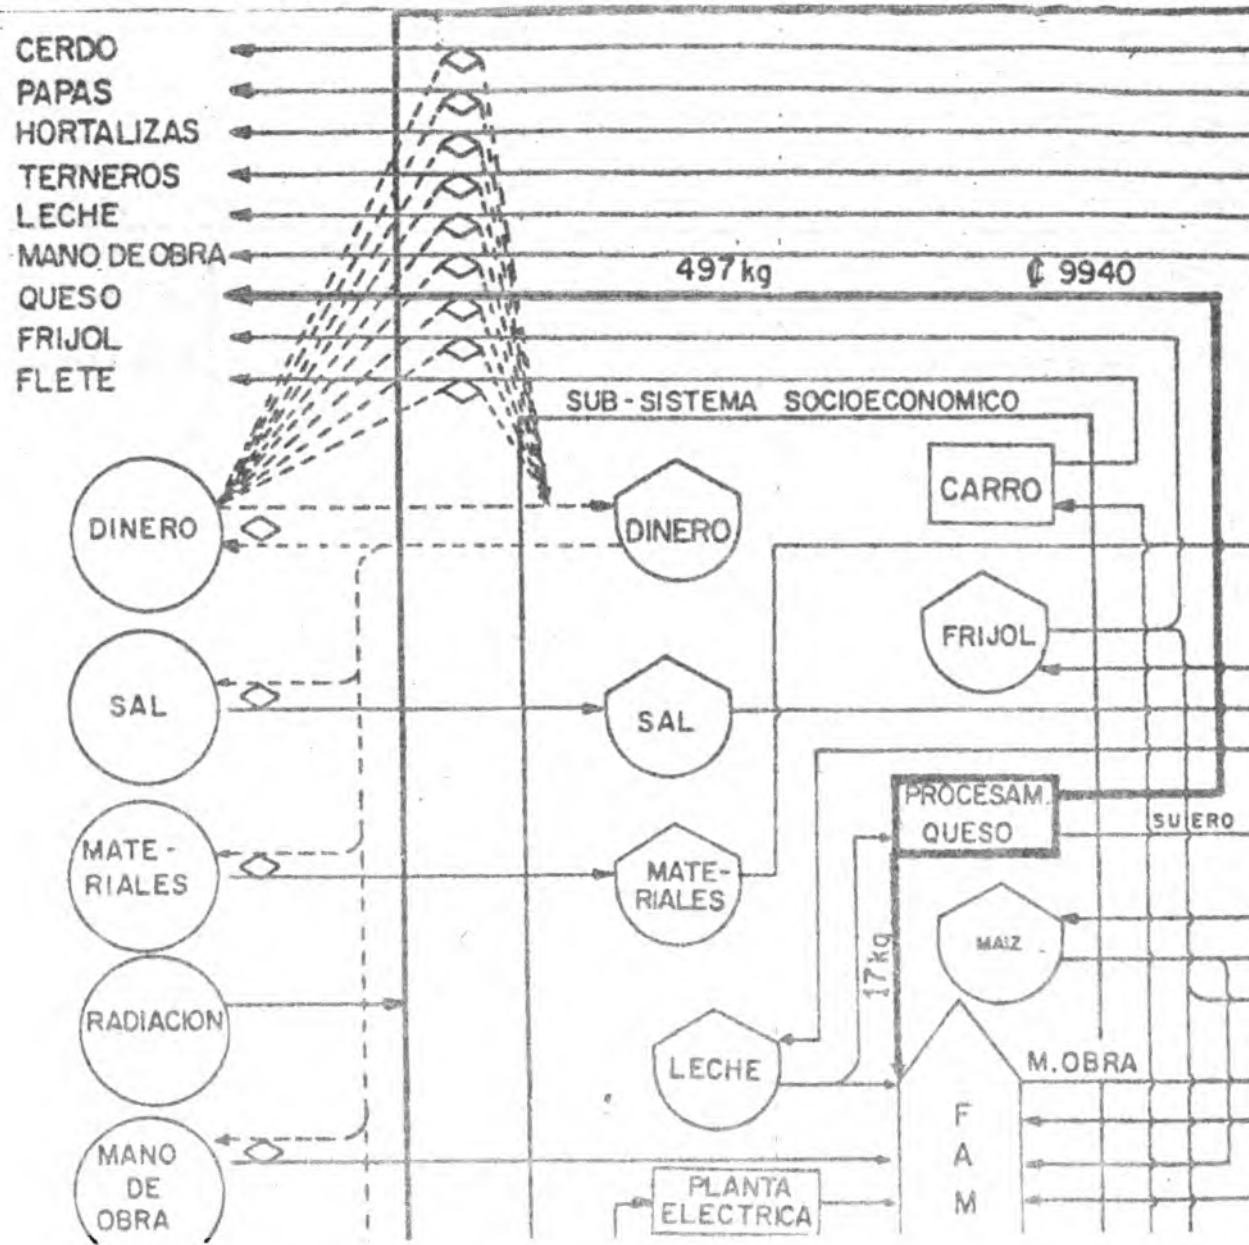 CERDO
PAPAS
HORTALIZAS
TERNEROS
LECHE
MANO DE OBRA
QUESO
FRIJOL
FLETE
497 kg
₡ 9940
SUB-SISTEMA SOCIOECONOMICO
DINERO
DINERO
CARRO
FRIJOL
SAL
SAL
PROCESAM.
QUESO
SUERO
MATE-
RIALES
MATE-
RIALES
MAIZ
17 kg
RADIACION
LECHE
M. OBRA
F
A
M
MANO
DE
OBRA
PLANTA
ELECTRICA